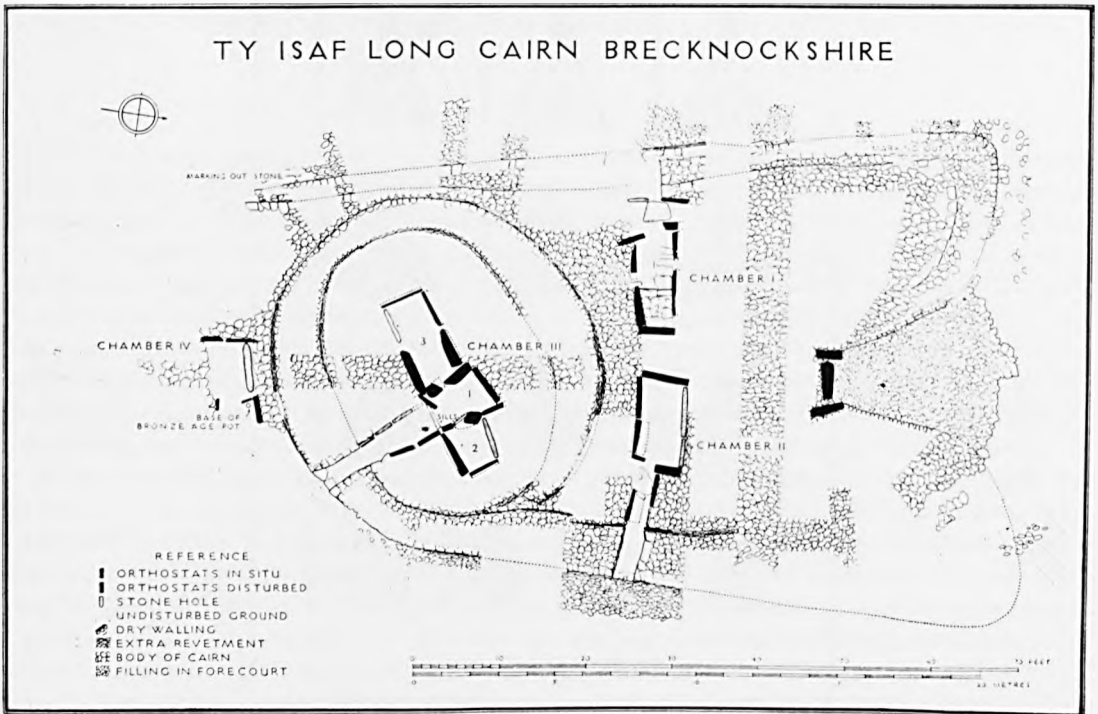 TY ISAF LONG CAIRN BRECKNOCKSHIRE
MARKING OUT STONE
CHAMBER I
CHAMBER IV
3
CHAMBER III
1
SILLS
2
BASE OF
BRONZE AGE POT
CHAMBER II
REFERENCE
ORTHOSTATS IN SITU
ORTHOSTATS DISTURBED
STONE HOLE
UNDISTURBED GROUND
DRY WALLING
EXTRA REVETMENT
BODY OF CAIRN
FILLING IN FORECOURT
0 10 20 30 FEET
0 METRES